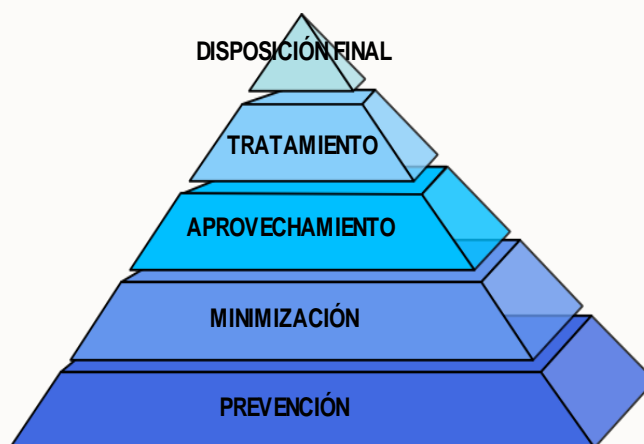 DISPOSICIÓN FINAL
TRATAMIENTO
APROVECHAMIENTO
MINIMIZACIÓN
PREVENCIÓN